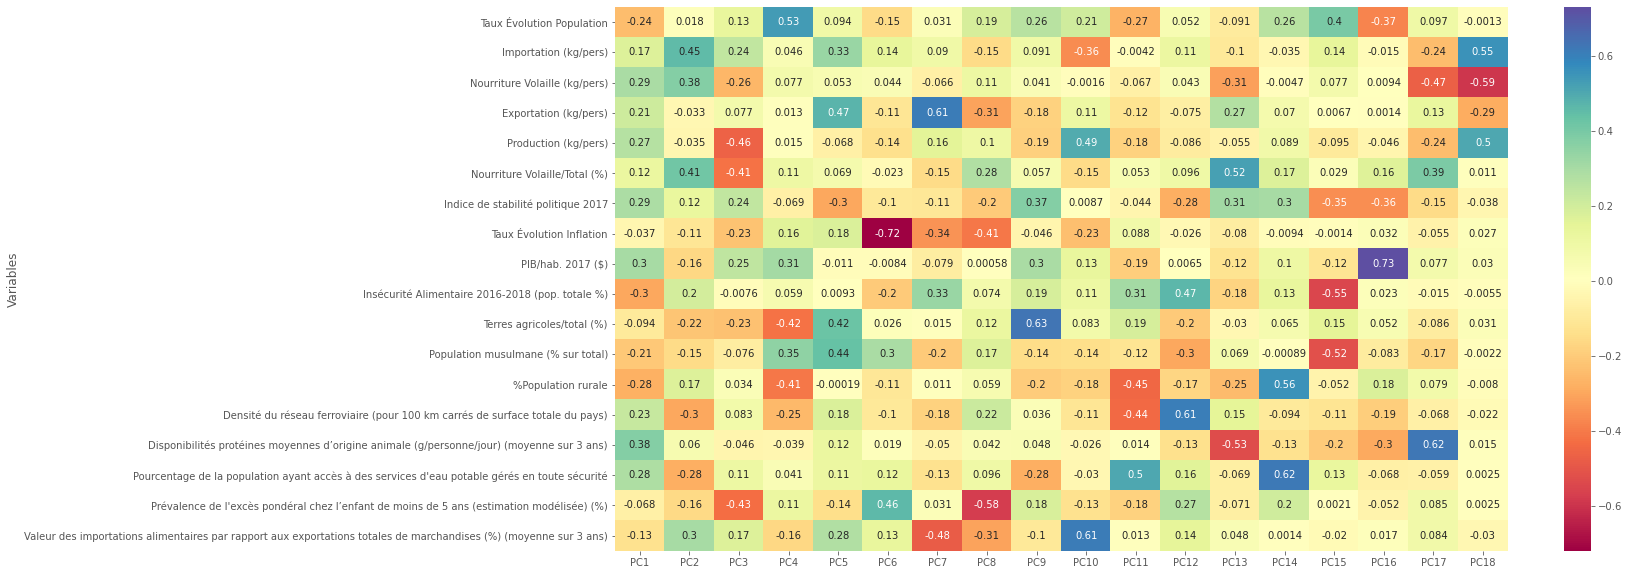 Taux Évolution Population -0.24 0.018 0.13 0.53 0.094 -0.15 0.031 0.19 0.26 0.21 -0.27 0.052 -0.091 0.26 0.4 -0.37 0.097 -0.0013
Importation (kg/pers) 0.17 0.45 0.24 0.046 0.33 0.14 0.09 -0.15 0.091 -0.36 -0.0042 0.11 -0.1 -0.035 0.14 -0.015 -0.24 0.55
Nourriture Volaille (kg/pers) 0.29 0.38 -0.26 0.077 0.053 0.044 -0.066 0.11 0.041 -0.0016 -0.067 0.043 -0.31 -0.0047 0.077 0.0094 -0.47 -0.59
Exportation (kg/pers) 0.21 -0.033 0.077 0.013 0.47 -0.11 0.61 -0.31 -0.18 0.11 -0.12 -0.075 0.27 0.07 0.0067 0.0014 0.13 -0.29
Production (kg/pers) 0.27 -0.035 -0.46 0.015 -0.068 -0.14 0.16 0.1 -0.19 0.49 -0.18 -0.086 -0.055 0.089 -0.095 -0.046 -0.24 0.5
Nourriture Volaille/Total (%) 0.12 0.41 -0.41 0.11 0.069 -0.023 -0.15 0.28 0.057 -0.15 0.053 0.096 0.52 0.17 0.029 0.16 0.39 0.011
Indice de stabilité politique 2017 0.29 0.12 0.24 -0.069 -0.3 -0.1 -0.11 -0.2 0.37 0.0087 -0.044 -0.28 0.31 0.3 -0.35 -0.36 -0.15 -0.038
Taux Évolution Inflation -0.037 -0.11 -0.23 0.16 0.18 -0.72 -0.34 -0.41 -0.046 -0.23 0.088 -0.026 -0.08 -0.0094 -0.0014 0.032 -0.055 0.027
PIB/hab. 2017 ($) 0.3 -0.16 0.25 0.31 -0.011 -0.0084 -0.079 0.00058 0.3 0.13 -0.19 0.0065 -0.12 0.1 -0.12 0.73 0.077 0.03
Insécurité Alimentaire 2016-2018 (pop. totale %) -0.3 0.2 -0.0076 0.059 0.0093 -0.2 0.33 0.074 0.19 0.11 0.31 0.47 -0.18 0.13 -0.55 0.023 -0.015 -0.0055
Terres agricoles/total (%) -0.094 -0.22 -0.23 -0.42 0.42 0.026 0.015 0.12 0.63 0.083 0.19 -0.2 -0.03 0.065 0.15 0.052 -0.086 0.031
Population musulmane (% sur total) -0.21 -0.15 -0.076 0.35 0.44 0.3 -0.2 0.17 -0.14 -0.14 -0.12 -0.3 0.069 -0.00089 -0.52 -0.083 -0.17 -0.0022
%Population rurale -0.28 0.17 0.034 -0.41 -0.00019 -0.11 0.011 0.059 -0.2 -0.18 -0.45 -0.17 -0.25 0.56 -0.052 0.18 0.079 -0.008
Densité du réseau ferroviaire (pour 100 km carrés de surface totale du pays) 0.23 -0.3 0.083 -0.25 0.18 -0.1 -0.18 0.22 0.036 -0.11 -0.44 0.61 0.15 -0.094 -0.11 -0.19 -0.068 -0.022
Disponibilités protéines moyennes d’origine animale (g/personne/jour) (moyenne sur 3 ans) 0.38 0.06 -0.046 -0.039 0.12 0.019 -0.05 0.042 0.048 -0.026 0.014 -0.13 -0.53 -0.13 -0.2 -0.3 0.62 0.015
Pourcentage de la population ayant accès à des services d'eau potable gérés en toute sécurité 0.28 -0.28 0.11 0.041 0.11 0.12 -0.13 0.096 -0.28 -0.03 0.5 0.16 -0.069 0.62 0.13 -0.068 -0.059 0.0025
Prévalence de l'excès pondéral chez l’enfant de moins de 5 ans (estimation modélisée) (%) -0.068 -0.16 -0.43 0.11 -0.14 0.46 0.031 -0.58 0.18 -0.13 -0.18 0.27 -0.071 0.2 0.0021 -0.052 0.085 0.0025
Valeur des importations alimentaires par rapport aux exportations totales de marchandises (%) (moyenne sur 3 ans) -0.13 0.3 0.17 -0.16 0.28 0.13 -0.48 -0.31 -0.1 0.61 0.013 0.14 0.048 0.0014 -0.02 0.017 0.084 -0.03
PC1 PC2 PC3 PC4 PC5 PC6 PC7 PC8 PC9 PC10 PC11 PC12 PC13 PC14 PC15 PC16 PC17 PC18
Variables
0.6
0.4
0.2
0.0
−0.2
−0.4
−0.6